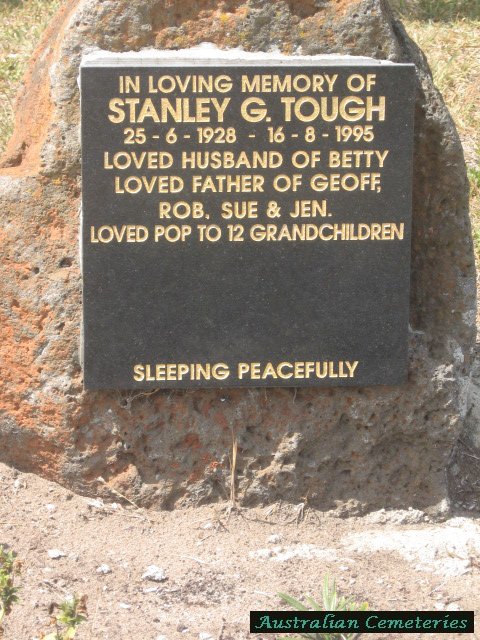 IN LOVING MEMORY OF
STANLEY G. TOUGH
25 - 6 - 1928 - 16 - 8 - 1995
LOVED HUSBAND OF BETTY
LOVED FATHER OF GEOFF,
ROB, SUE & JEN.
LOVED POP TO 12 GRANDCHILDREN
SLEEPING PEACEFULLY
Australian Cemeteries